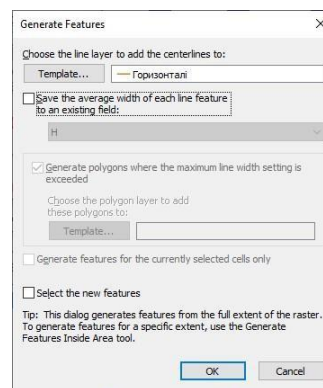 Generate Features
Choose the line layer to add the centerlines to:
Template...
Горизонталі
Save the average width of each line feature
to an existing field:
H
Generate polygons where the maximum line width setting is
exceeded
Choose the polygon layer to add
these polygons to:
Template...
Generate features for the currently selected cells only
Select the new features
Tip: This dialog generates features from the full extent of the raster.
To generate features for a specific extent, use the Generate
Features Inside Area tool.
OK
Cancel